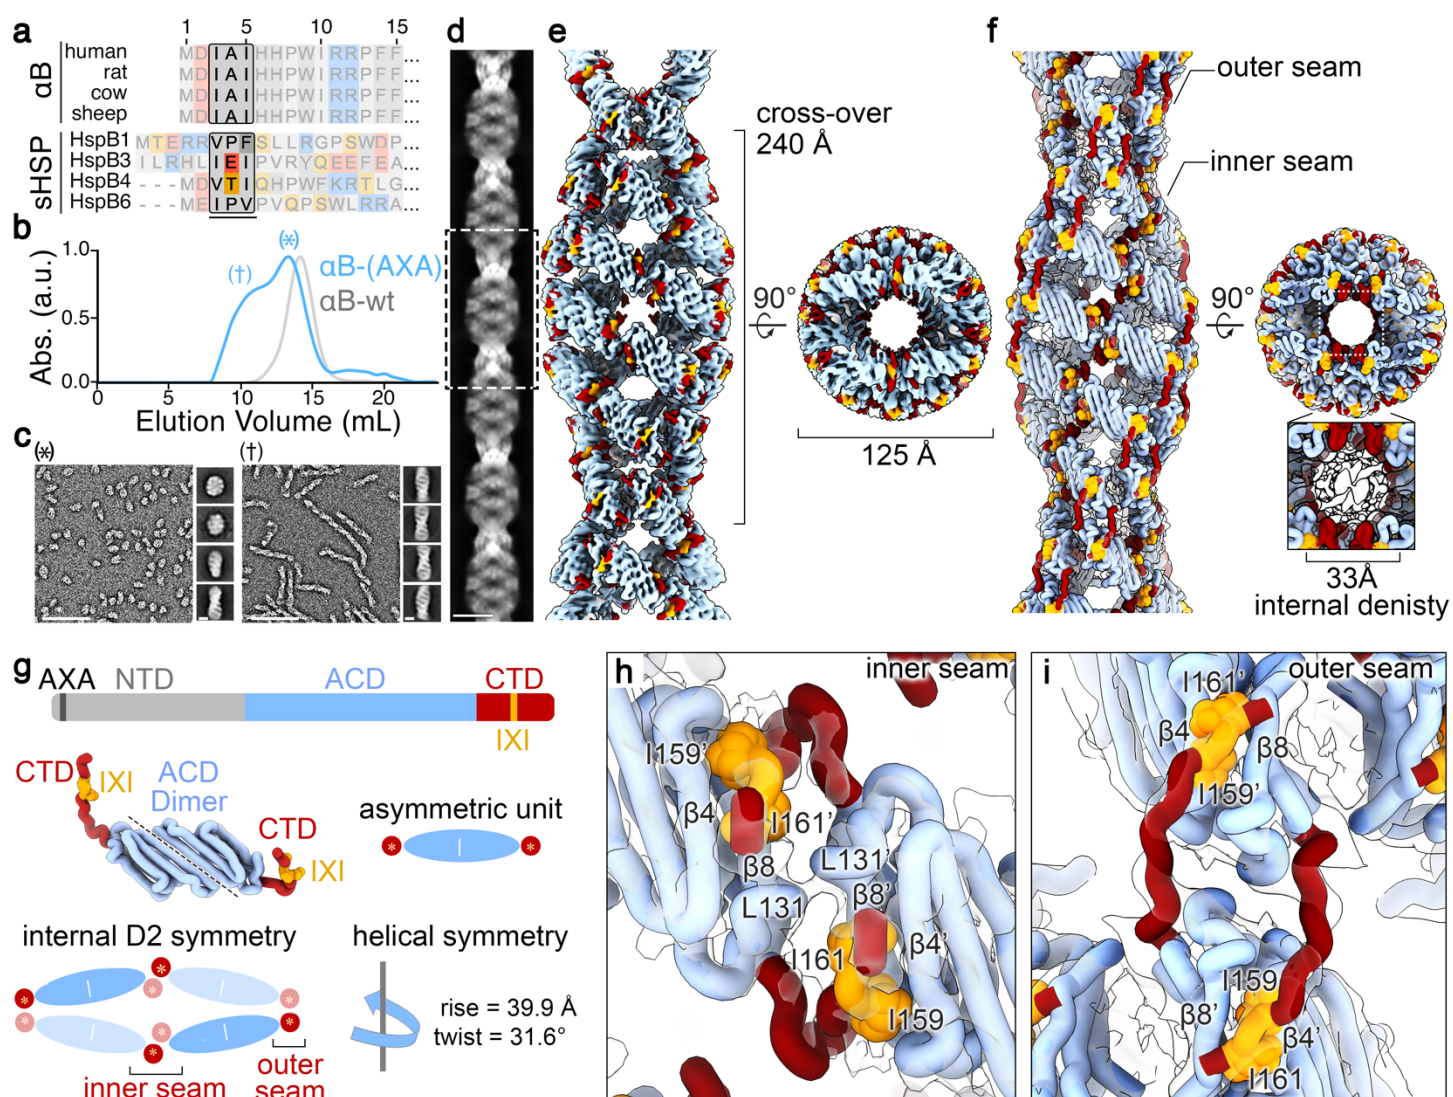 a
1 5 10 15
αB
human M D I A I H H P W I R R P F F ...
rat M D I A I H H P W I R R P F F ...
cow M D I A I H H P W I R R P F F ...
sheep M D I A I H H P W I R R P F F ...
sHSP
HspB1 M T E R R V P F S L L R G P S W D P ...
HspB3 I L R H L I E I P V R Y Q E E F E A ...
HspB4 - - - M D V T I Q H P W F K R T L G ...
HspB6 - - - M E I P V P V Q P S W L R R A ...
b
(†) (*)
αB-(AXA)
αB-wt
Abs. (a.u.)
1.0
0.5
0.0
0 5 10 15 20
Elution Volume (mL)
c
(*) (†)
d
e
cross-over
240 Å
90°
125 Å
f
outer seam
inner seam
90°
33Å
internal denisty
g
AXA NTD ACD CTD
IXI
CTD IXI
ACD
Dimer
CTD
IXI
asymmetric unit
* *
internal D2 symmetry
* * * * * * * *
inner seam
outer
seam
helical symmetry
rise = 39.9 Å
twist = 31.6°
h
inner seam
I159'
β4
I161'
β8
L131'
L131
β8'
I161
β4'
I159
i
outer seam
I161'
β4
β8
I159'
I159
β8'
β4'
I161